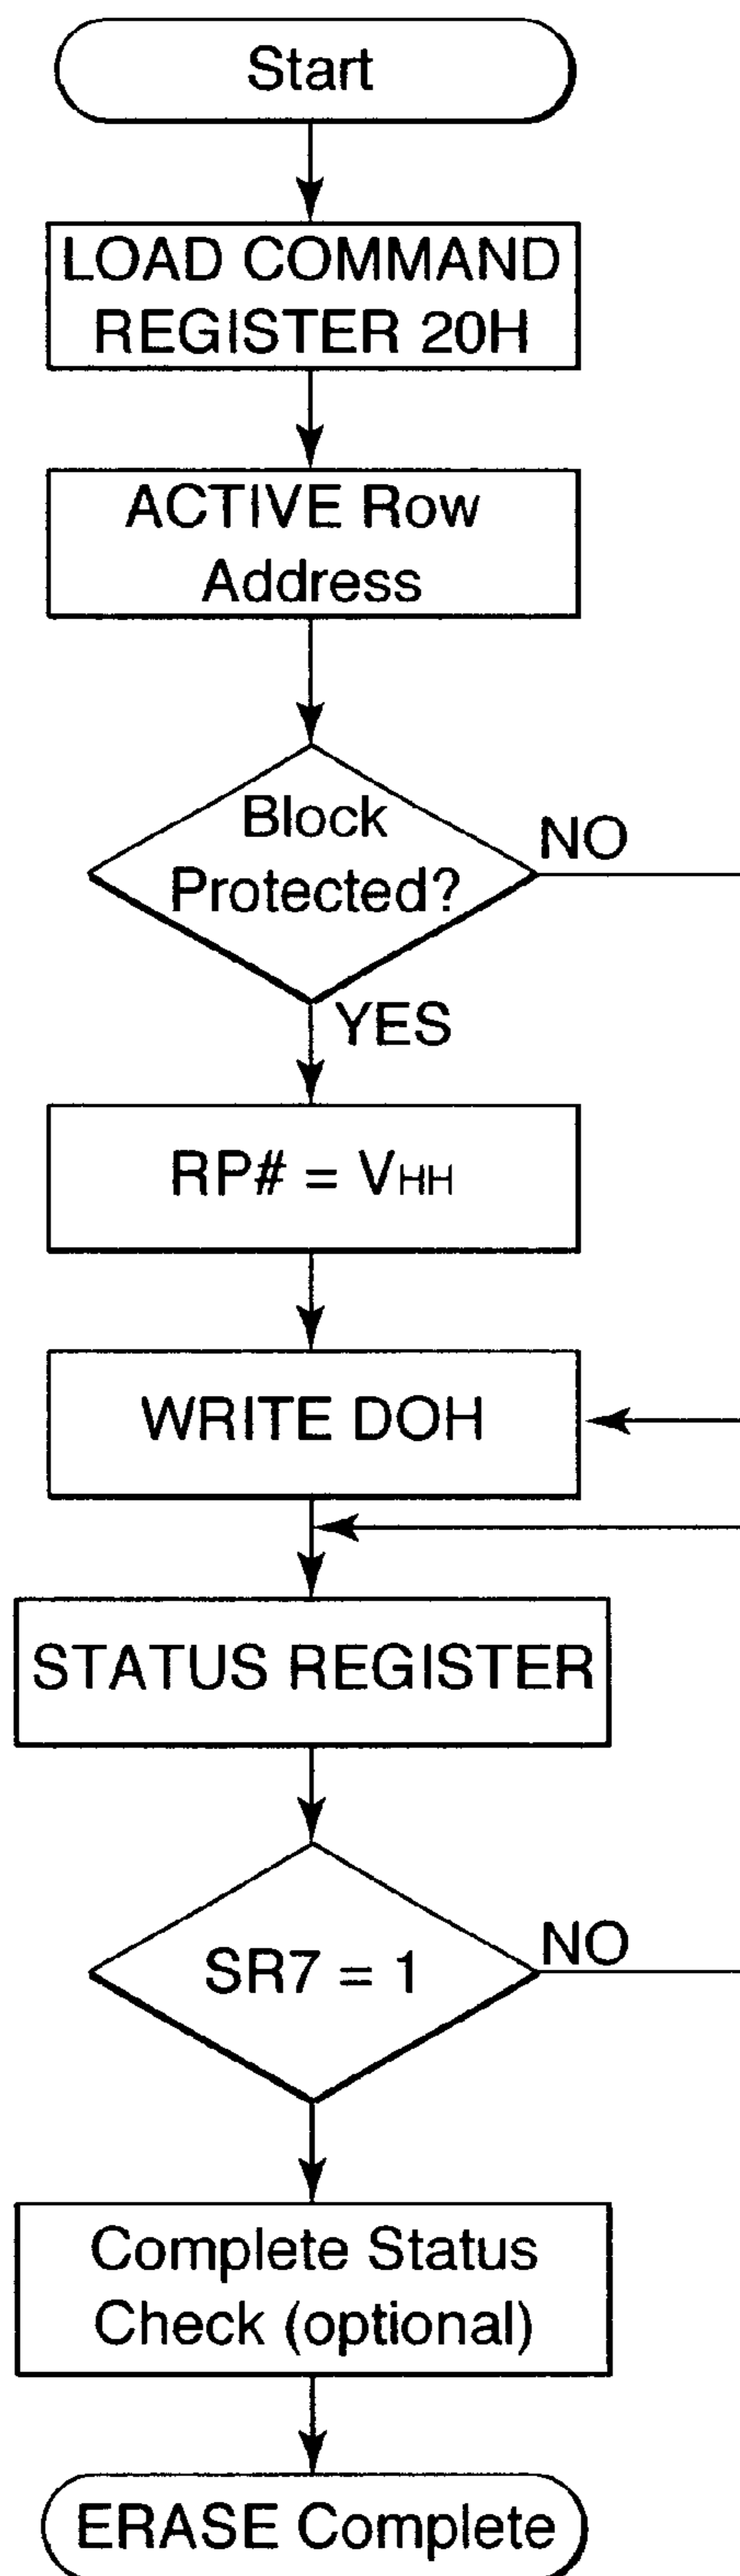 Start
LOAD COMMAND
REGISTER 20H
ACTIVE Row
Address
Block
Protected?
NO
YES
RP# = VHH
WRITE DOH
STATUS REGISTER
SR7 = 1
NO
Complete Status
Check (optional)
ERASE Complete